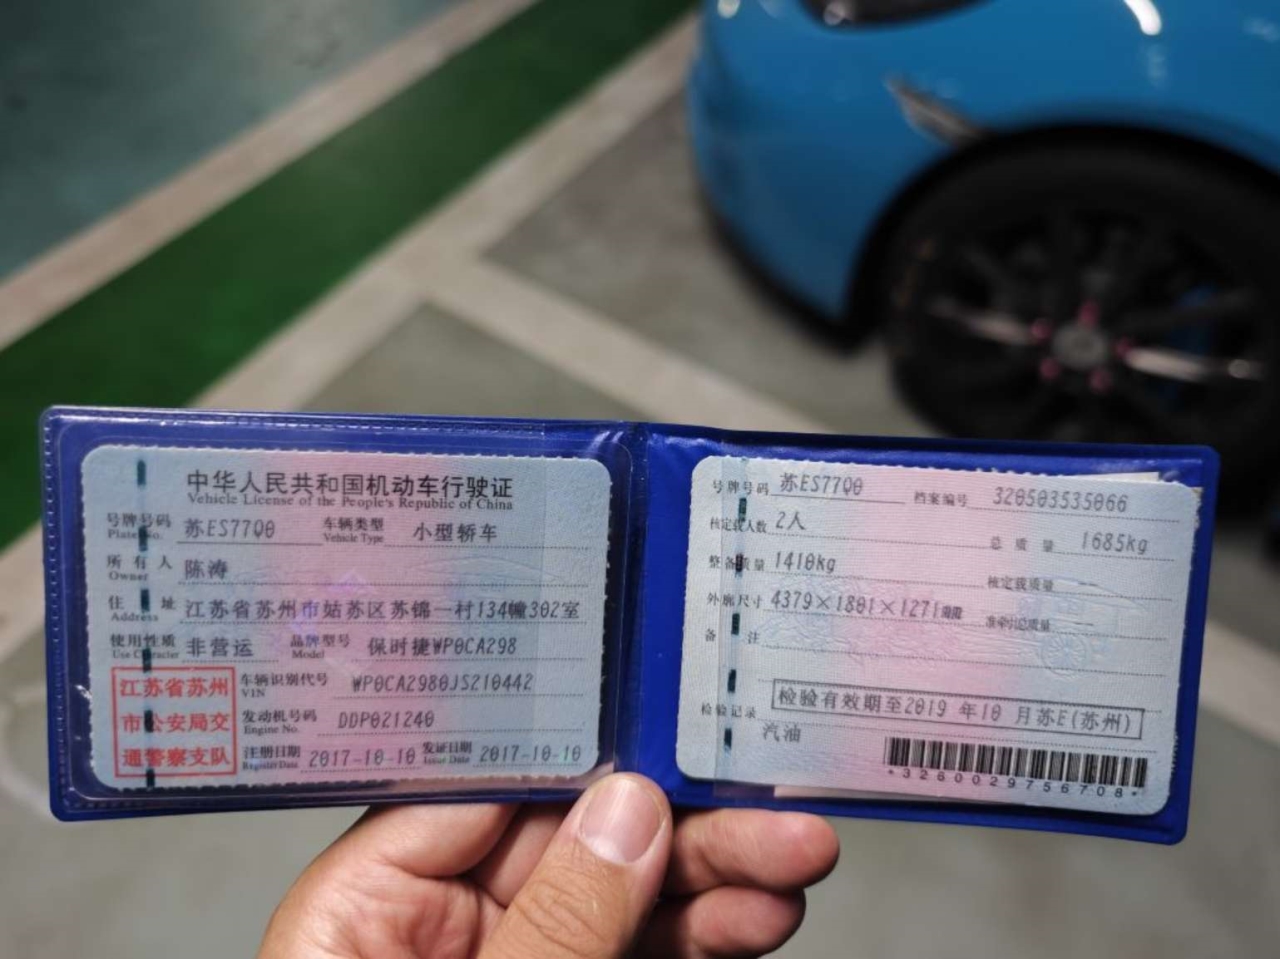 中华人民共和国机动车行驶证
Vehicle License of the People's Republic of China
号牌号码 苏ES77Q0 车辆类型 小型轿车
Plate No. Vehicle Type
所有人 陈涛
Owner
住址 江苏省苏州市姑苏区苏锦一村134幢302室
Address
使用性质 非营运 品牌型号 保时捷WP0CA298
Use Character Model
江苏省苏州
市公安局交
通警察支队
车辆识别代号 WP0CA2980JS210442
VIN
发动机号码 DDP021240
Engine No.
注册日期 2017-10-10 发证日期 2017-10-10
Register Date Issue Date
号牌号码 苏ES77Q0 档案编号 320503535066
核定载人数 2人 总质量 1685kg
整备质量 1410kg 核定载质量 --
外廓尺寸 4379×1801×1271 准牵引总质量 --
备注
检验记录 检验有效期至2019年10月苏E(苏州)
汽油
*3260029756708*